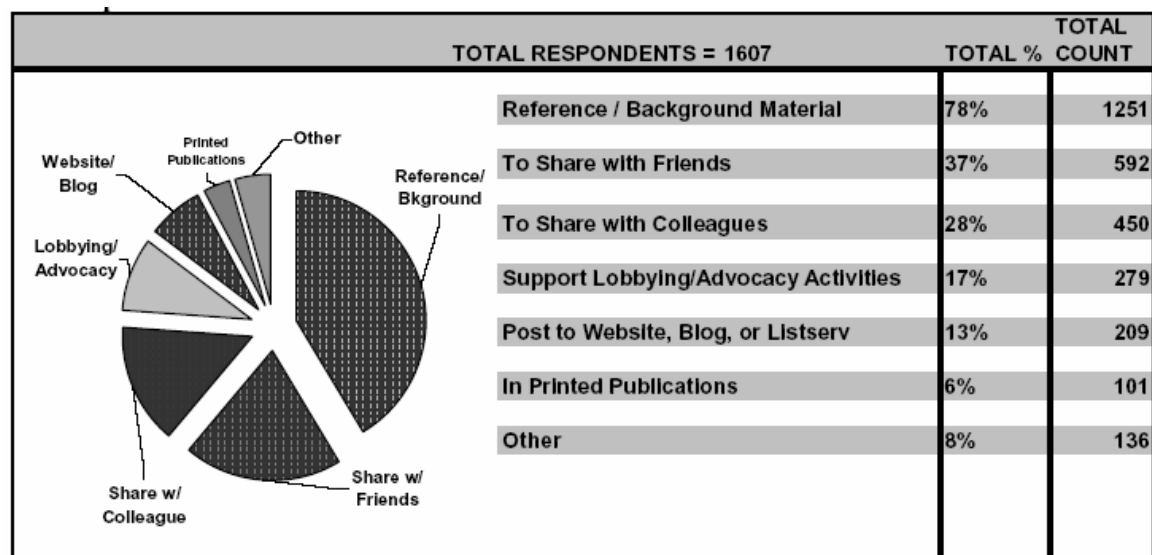 TOTAL RESPONDENTS = 1607 TOTAL % TOTAL COUNT
Reference / Background Material 78% 1251
To Share with Friends 37% 592
To Share with Colleagues 28% 450
Support Lobbying/Advocacy Activities 17% 279
Post to Website, Blog, or Listserv 13% 209
In Printed Publications 6% 101
Other 8% 136
Printed
Publications
Other
Website/
Blog
Reference/
Bkground
Lobbying/
Advocacy
Share w/
Friends
Share w/
Colleague